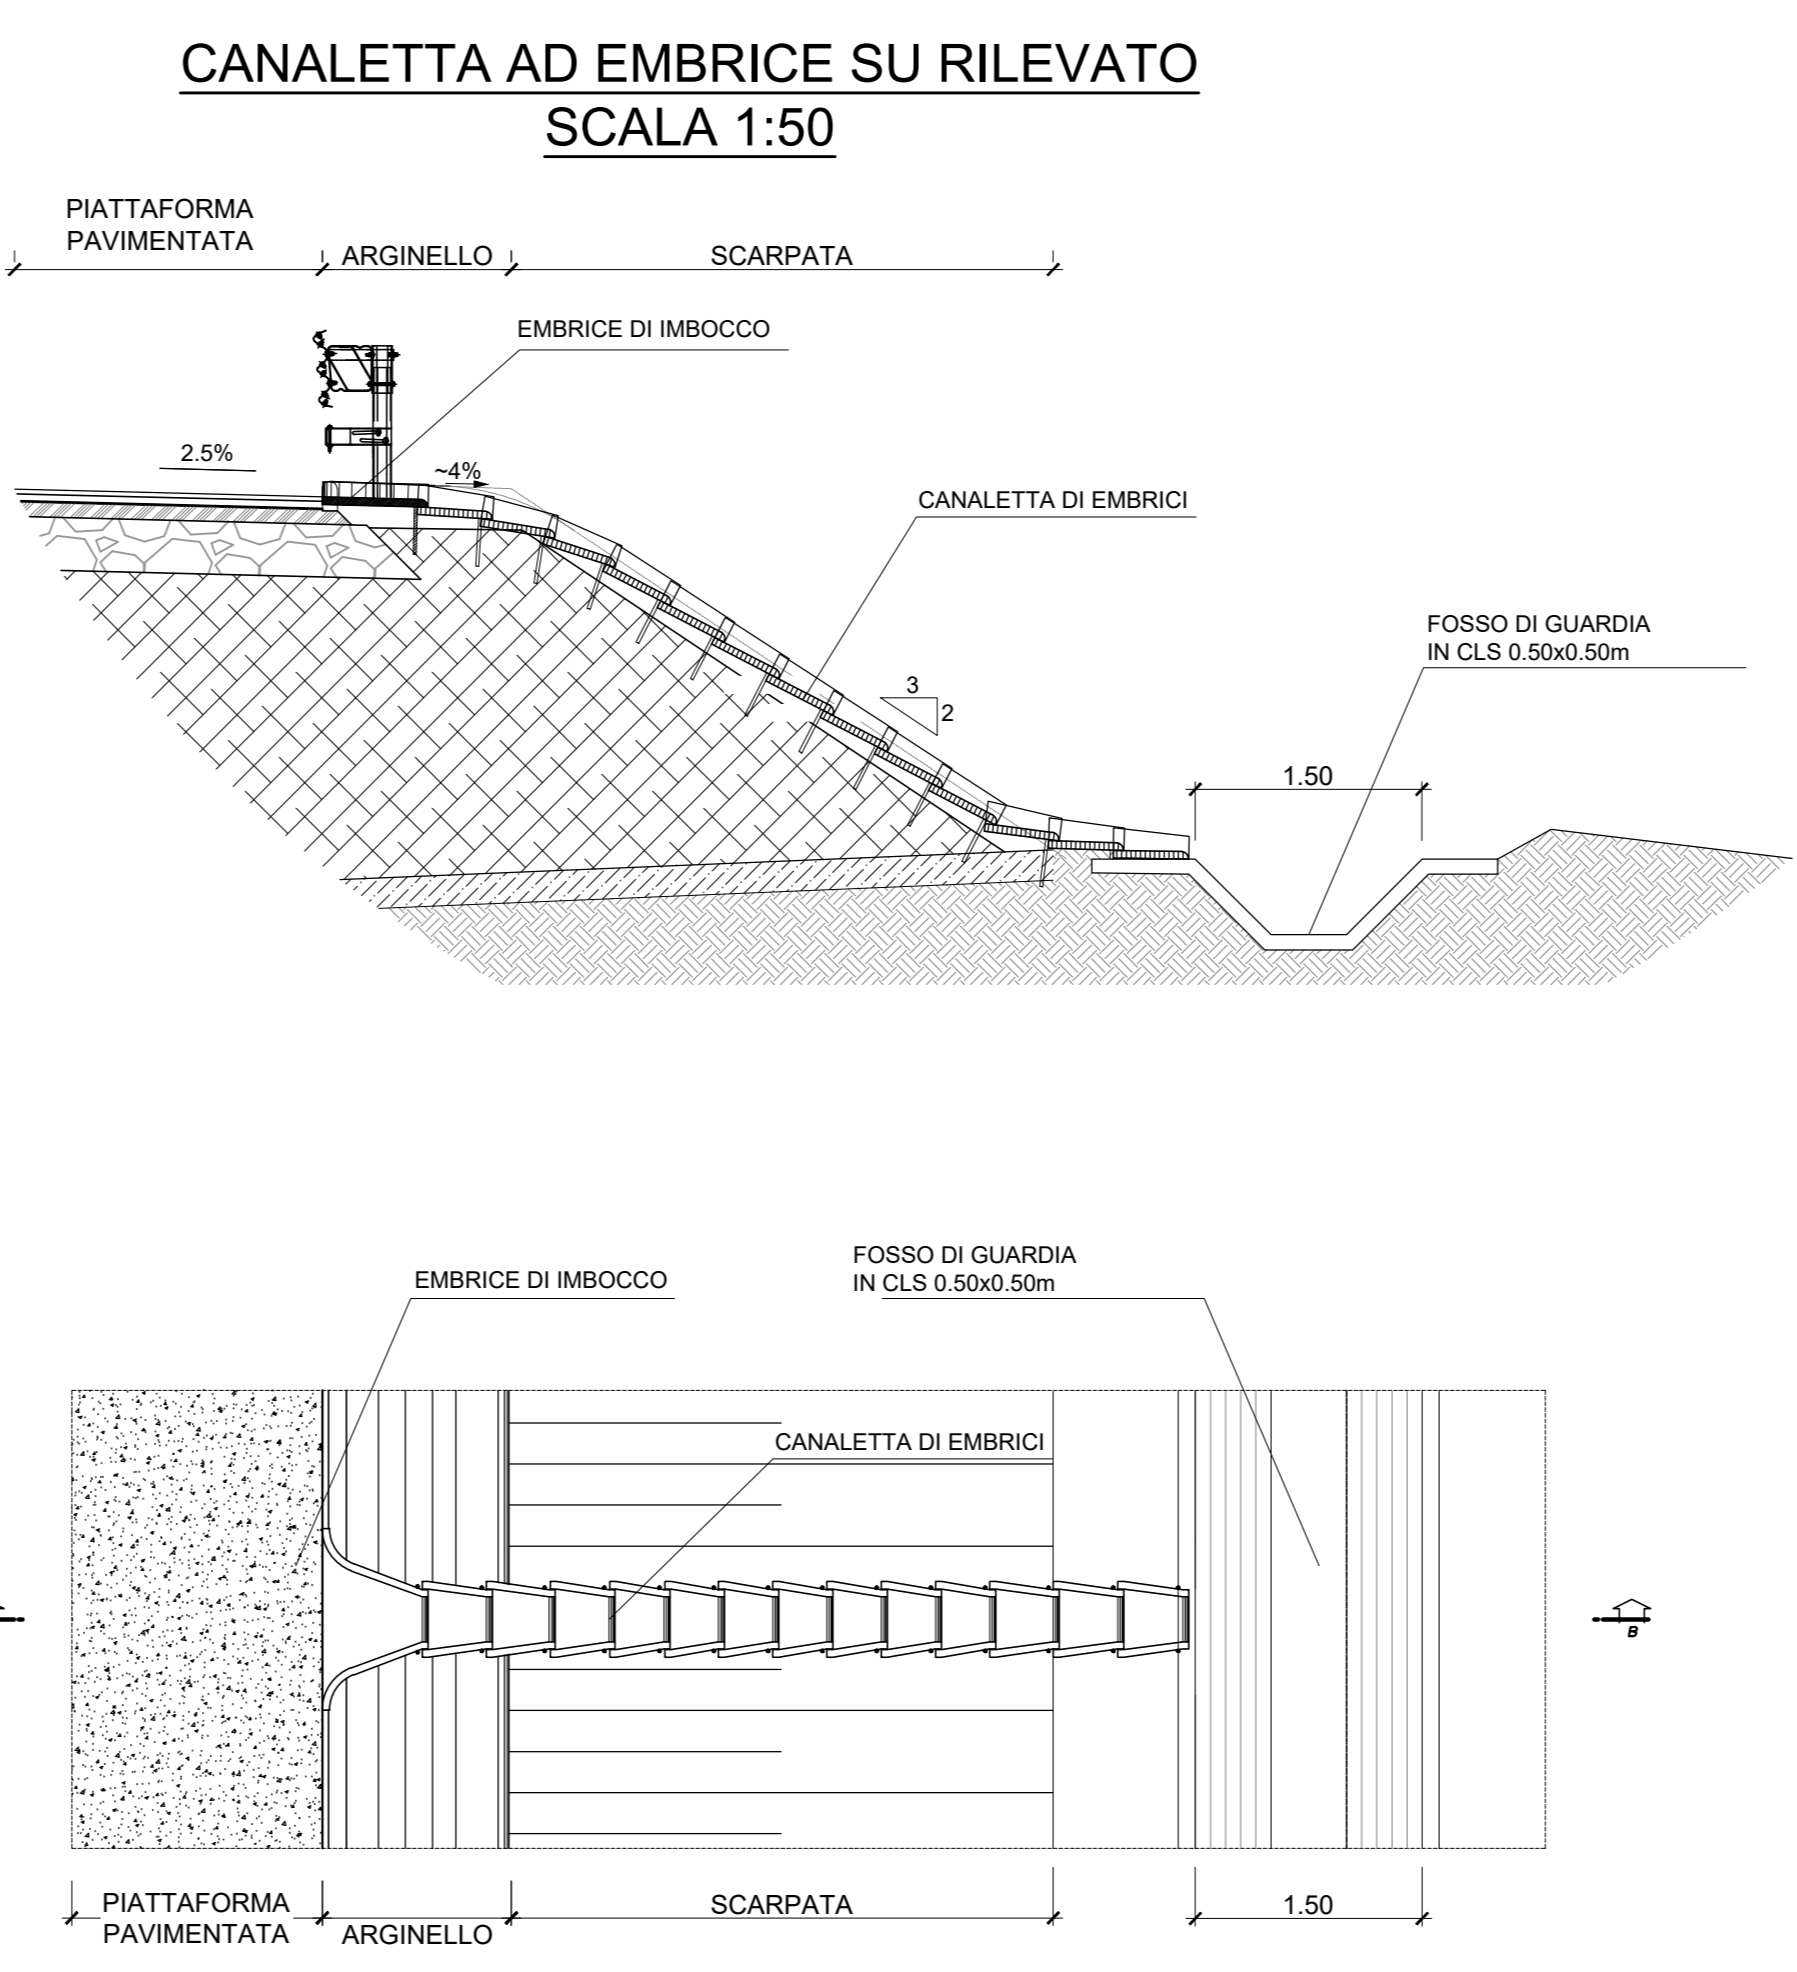 CANALETTA AD EMBRICE SU RILEVATO
SCALA 1:50
PIATTAFORMA
PAVIMENTATA
ARGINELLO
SCARPATA
EMBRICE DI IMBOCCO
2.5%
~4%
CANALETTA DI EMBRICI
FOSSO DI GUARDIA
IN CLS 0.50x0.50m
3
2
1.50
FOSSO DI GUARDIA
IN CLS 0.50x0.50m
EMBRICE DI IMBOCCO
CANALETTA DI EMBRICI
B
PIATTAFORMA
PAVIMENTATA
ARGINELLO
SCARPATA
1.50